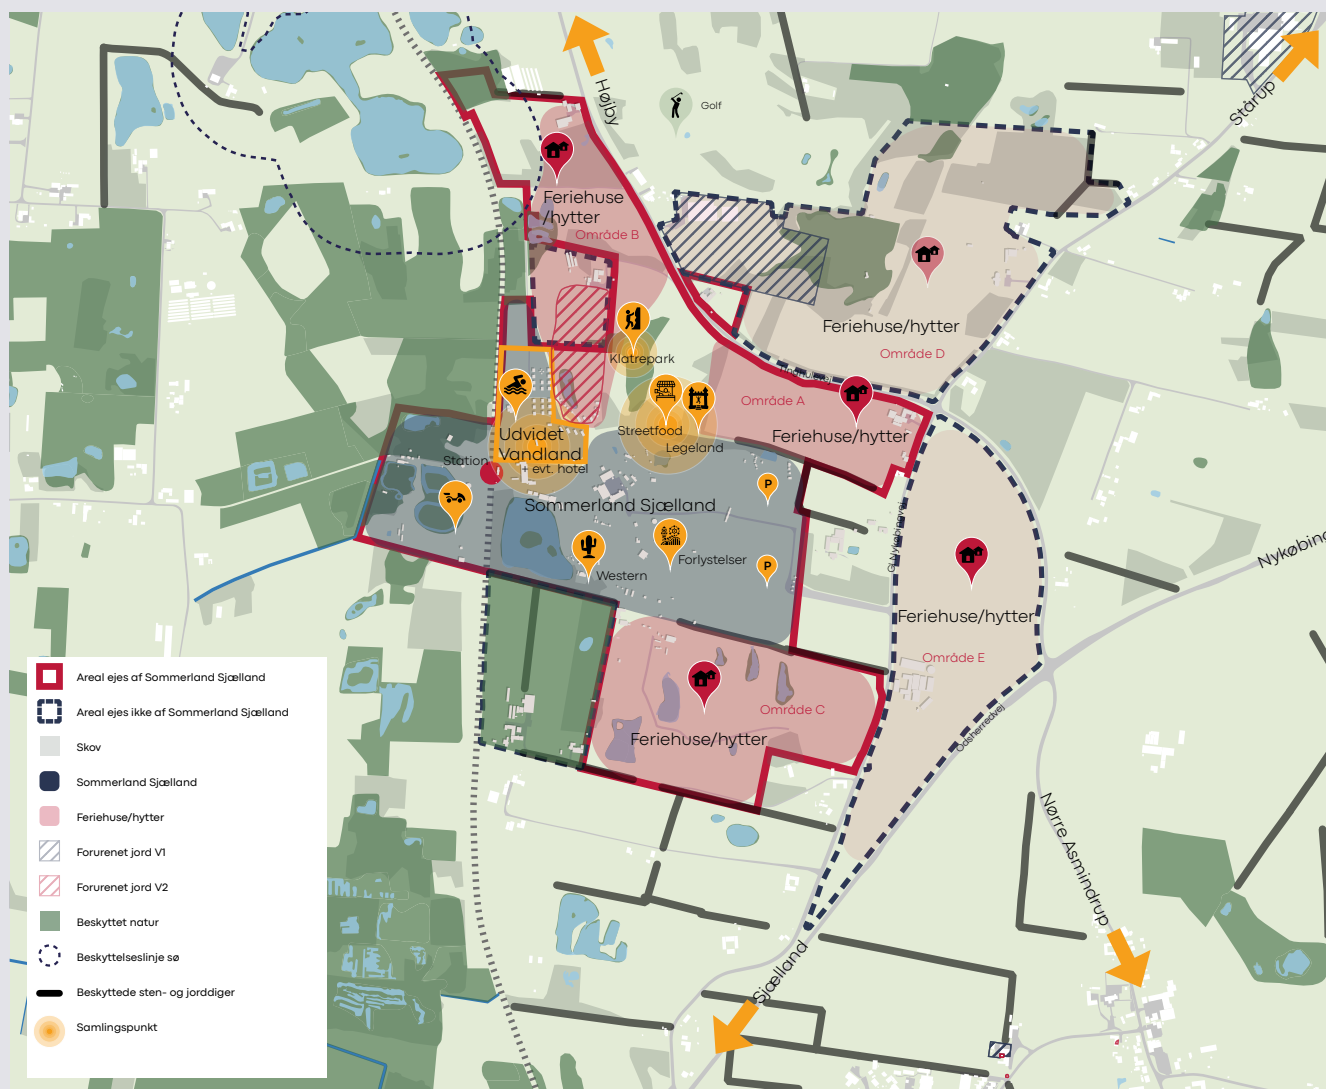 Højby
Stårup
Golf
Feriehuse
/hytter
Område B
Klatrepark
Feriehuse/hytter
Område D
Område A
Feriehuse/hytter
Streetfood
Legeland
Udvidet
Vandland
+ evt. hotel
Station
Sommerland Sjælland
P
Forlystelser
Western
P
Gl Nykøbingvej
Nykøbing
Feriehuse/hytter
Område E
Område C
Feriehuse/hytter
Odsherredvej
Nørre Asmindrup
Sjælland
Areal ejes af Sommerland Sjælland
Areal ejes ikke af Sommerland Sjælland
Skov
Sommerland Sjælland
Feriehuse/hytter
Forurenet jord V1
Forurenet jord V2
Beskyttet natur
Beskyttelseslinje sø
Beskyttede sten- og jorddiger
Samlingspunkt